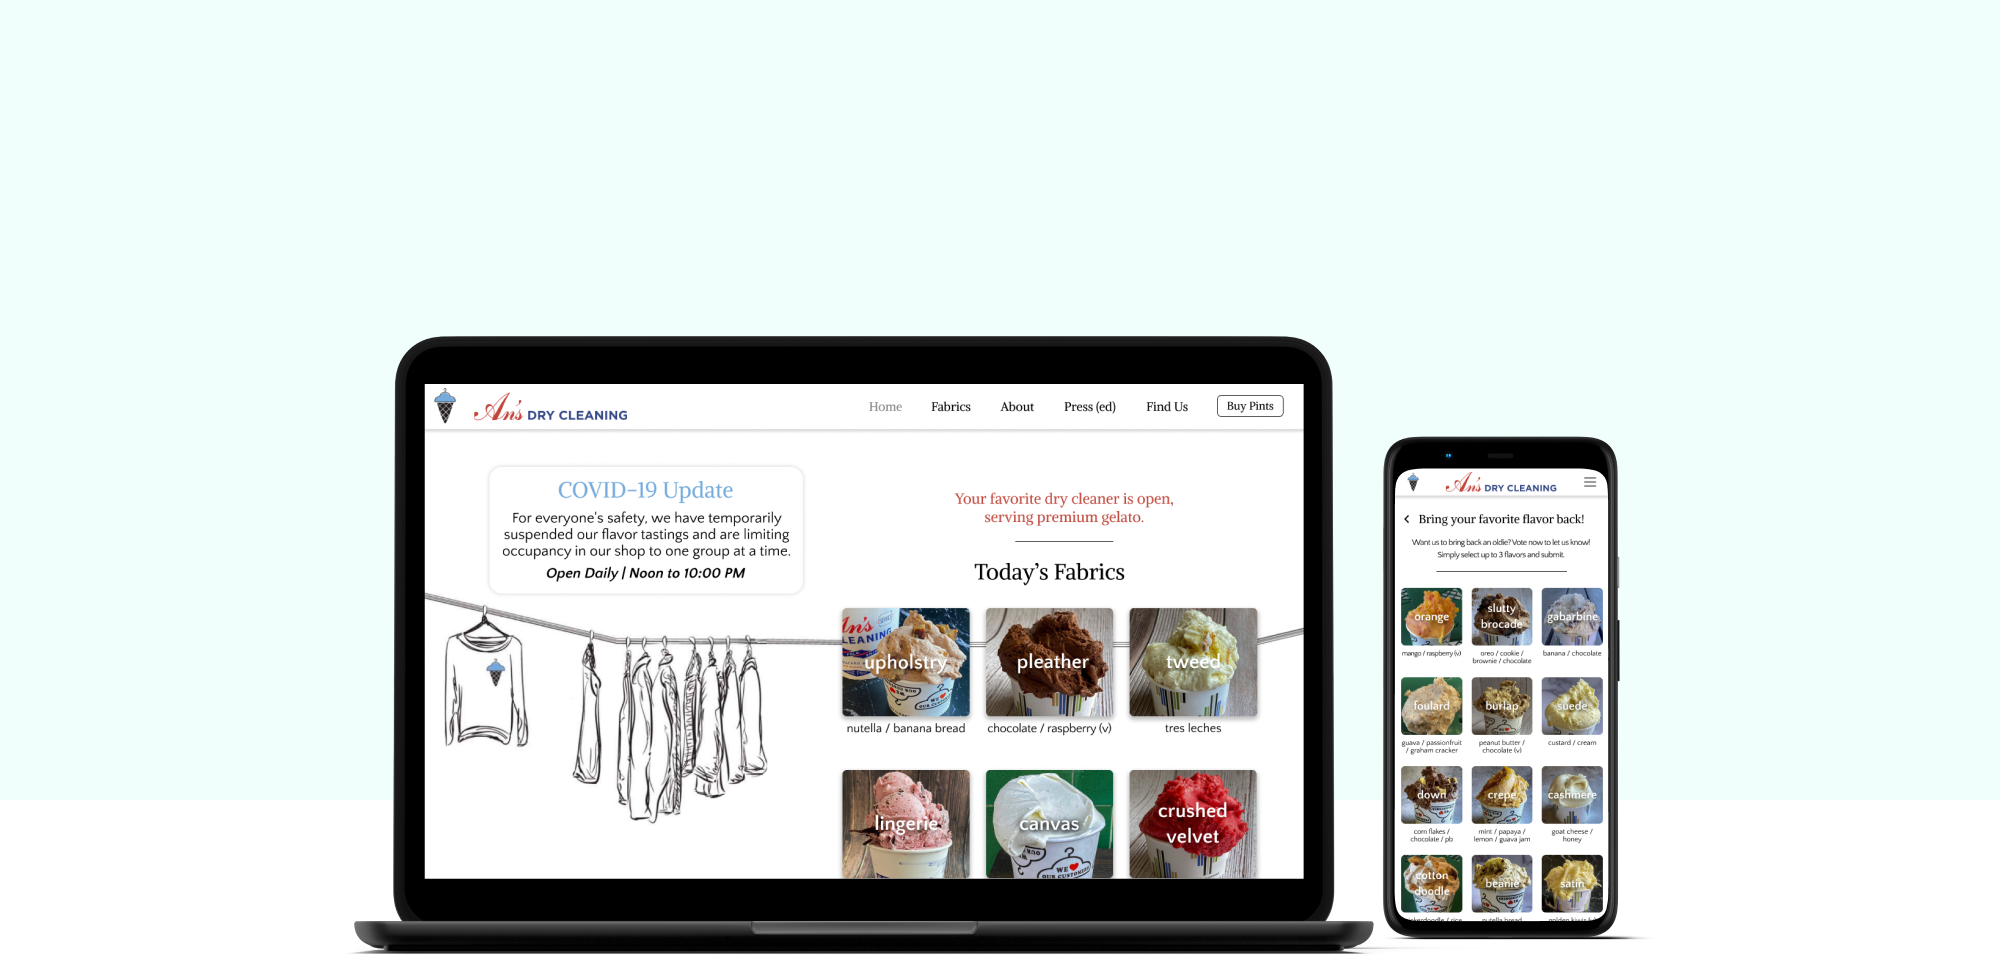 An's DRY CLEANING
Home Fabrics About Press (ed) Find Us Buy Pints
COVID-19 Update
For everyone's safety, we have temporarily
suspended our flavor tastings and are limiting
occupancy in our shop to one group at a time.
Open Daily | Noon to 10:00 PM
Your favorite dry cleaner is open,
serving premium gelato.
Today's Fabrics
An's
upholstry pleather tweed
nutella / banana bread chocolate / raspberry (v) tres leches
lingerie canvas crushed
velvet
WE
OUR CUSTOMERS
An's DRY CLEANING
Bring your favorite flavor back!
Want us to bring back an oldie? Vote now to let us know!
Simply select up to 3 flavors and submit.
orange slutty
brocade gabarbine
mango / raspberry (v) oreo / cookie /
brownie / chocolate banana / chocolate
foulard burlap suede
guava / passionfruit
/ graham cracker peanut butter /
chocolate (v) custard / cream
down crepe cashmere
corn flakes /
chocolate / pb mint / papaya /
lemon / guava jam goat cheese /
honey
cotton
doodle beanie satin